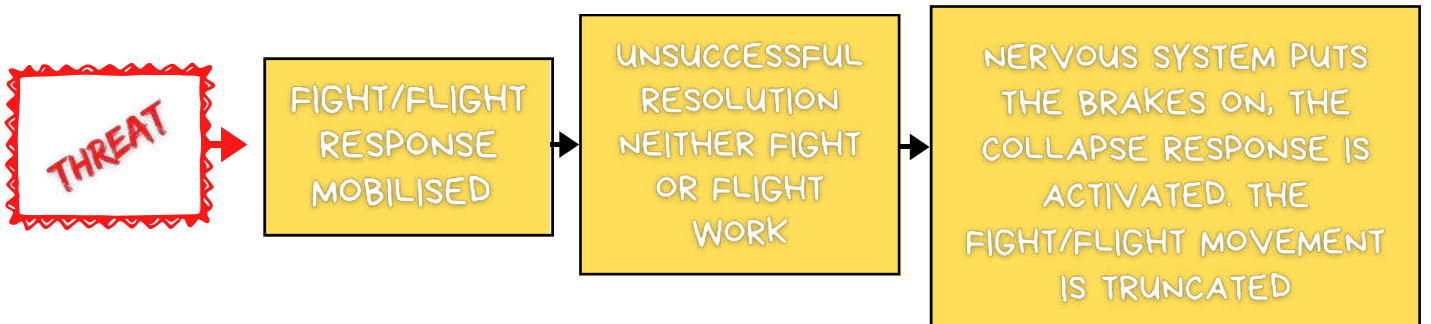 THREAT
FIGHT/FLIGHT
RESPONSE
MOBILISED
UNSUCCESSFUL
RESOLUTION
NEITHER FIGHT
OR FLIGHT
WORK
NERVOUS SYSTEM PUTS
THE BRAKES ON, THE
COLLAPSE RESPONSE IS
ACTIVATED. THE
FIGHT/FLIGHT MOVEMENT
IS TRUNCATED